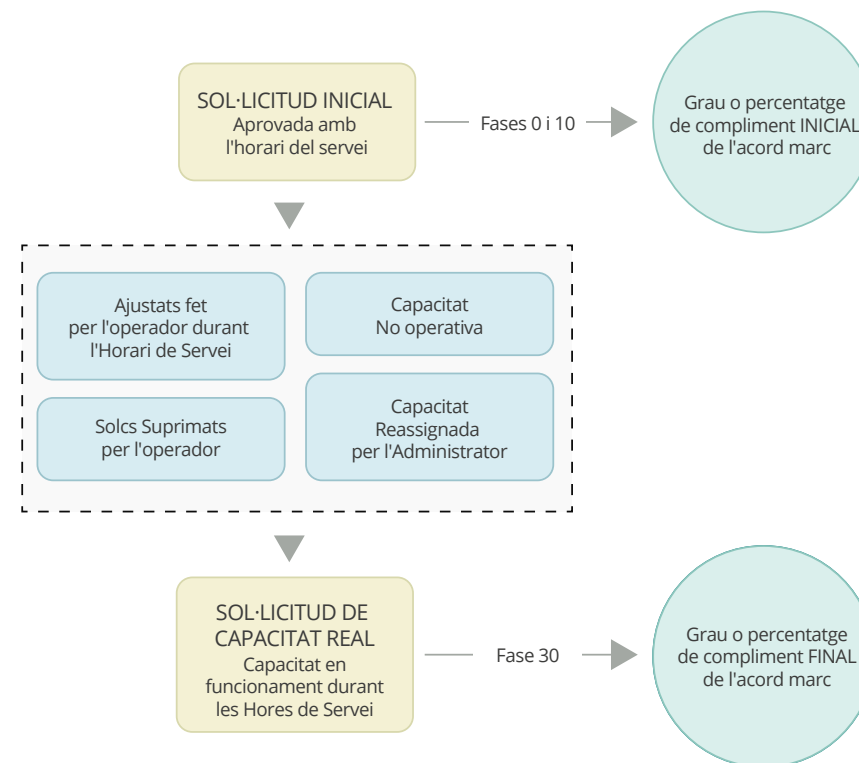 SOL·LICITUD INICIAL
Aprovada amb
l'horari del servei
Fases 0 i 10
Grau o percentatge
de compliment INICIAL
de l'acord marc
Ajustats fet
per l'operador durant
l'Horari de Servei
Capacitat
No operativa
Solcs Suprimats
per l'operador
Capacitat
Reassignada
per l'Administrator
SOL·LICITUD DE
CAPACITAT REAL
Capacitat en
funcionament durant
les Hores de Servei
Fase 30
Grau o percentatge
de compliment FINAL
de l'acord marc